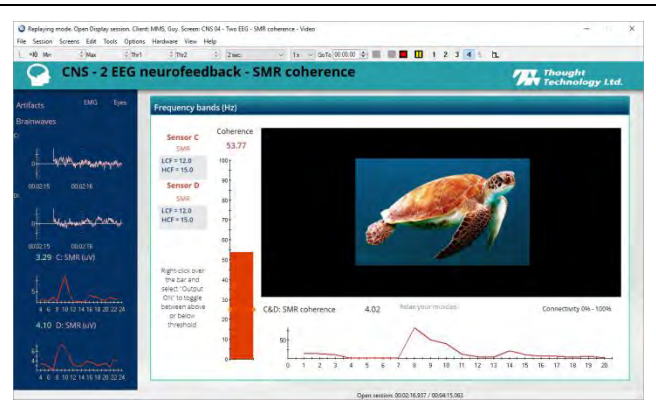 Replaying mode. Open Display session. Client: MMS, Guy. Screen: CNS 04 - Two EEG - SMR coherence - Video
File Session Screens Edit Tools Options Hardware View Help
Min Max Thr1 Thr2 2 sec 1 x GoTo 00:00:00 1 2 3 4 5
CNS - 2 EEG neurofeedback - SMR coherence
Thought
Technology Ltd.
Artifacts EMG Eyes
Brainwaves
C:
0
00:02:15 00:02:16
D:
0
00:02:15 00:02:16
3.29 C: SMR (uV)
5
4 6 8 10 12 14 16 18 20 22 24
4.10 D: SMR (uV)
4 6 8 10 12 14 16 18 20 22 24
Frequency bands (Hz)
Sensor C
SMR
LCF = 12.0
HCF = 15.0
Sensor D
SMR
LCF = 12.0
HCF = 15.0
Right-click over
the bar and
select "Output
ON" to toggle
between above
or below
threshold
Coherence
53.77
100
90
80
70
60
50
40
30
20
10
0
C&D: SMR coherence 4.02 Relax your muscles! Connectivity 0% - 100%
50
0
0 1 2 3 4 5 6 7 8 9 10 11 12 13 14 15 16 17 18 19 20
Open session: 00:02:16.937 / 00:04:15.063